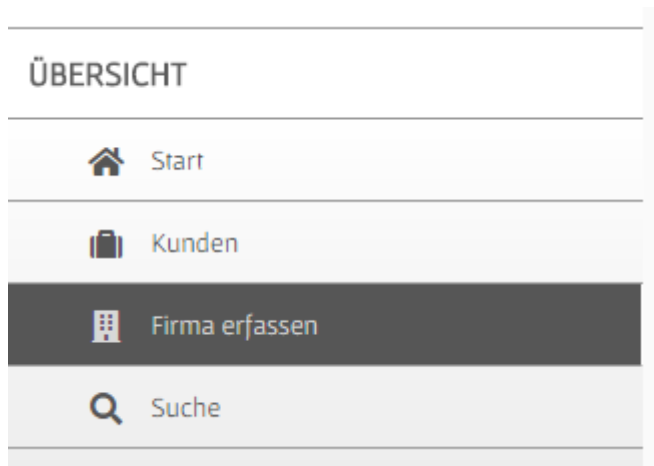 ÜBERSICHT
Start
Kunden
Firma erfassen
Suche